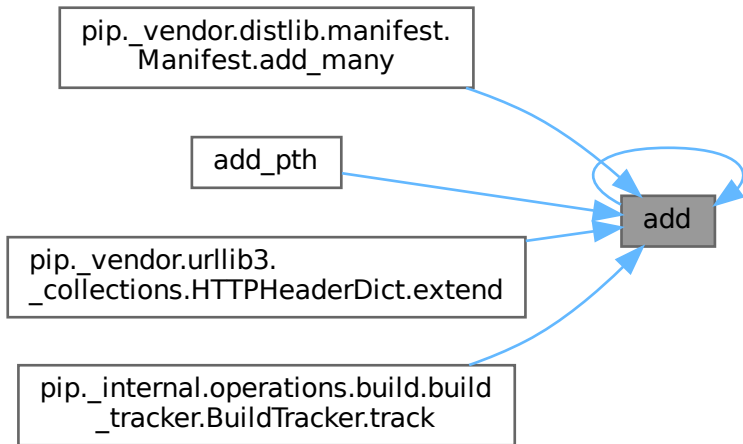 pip._vendor.distlib.manifest.
Manifest.add_many
add_pth
add
pip._vendor.urllib3.
_collections.HTTPHeaderDict.extend
pip._internal.operations.build.build
_tracker.BuildTracker.track